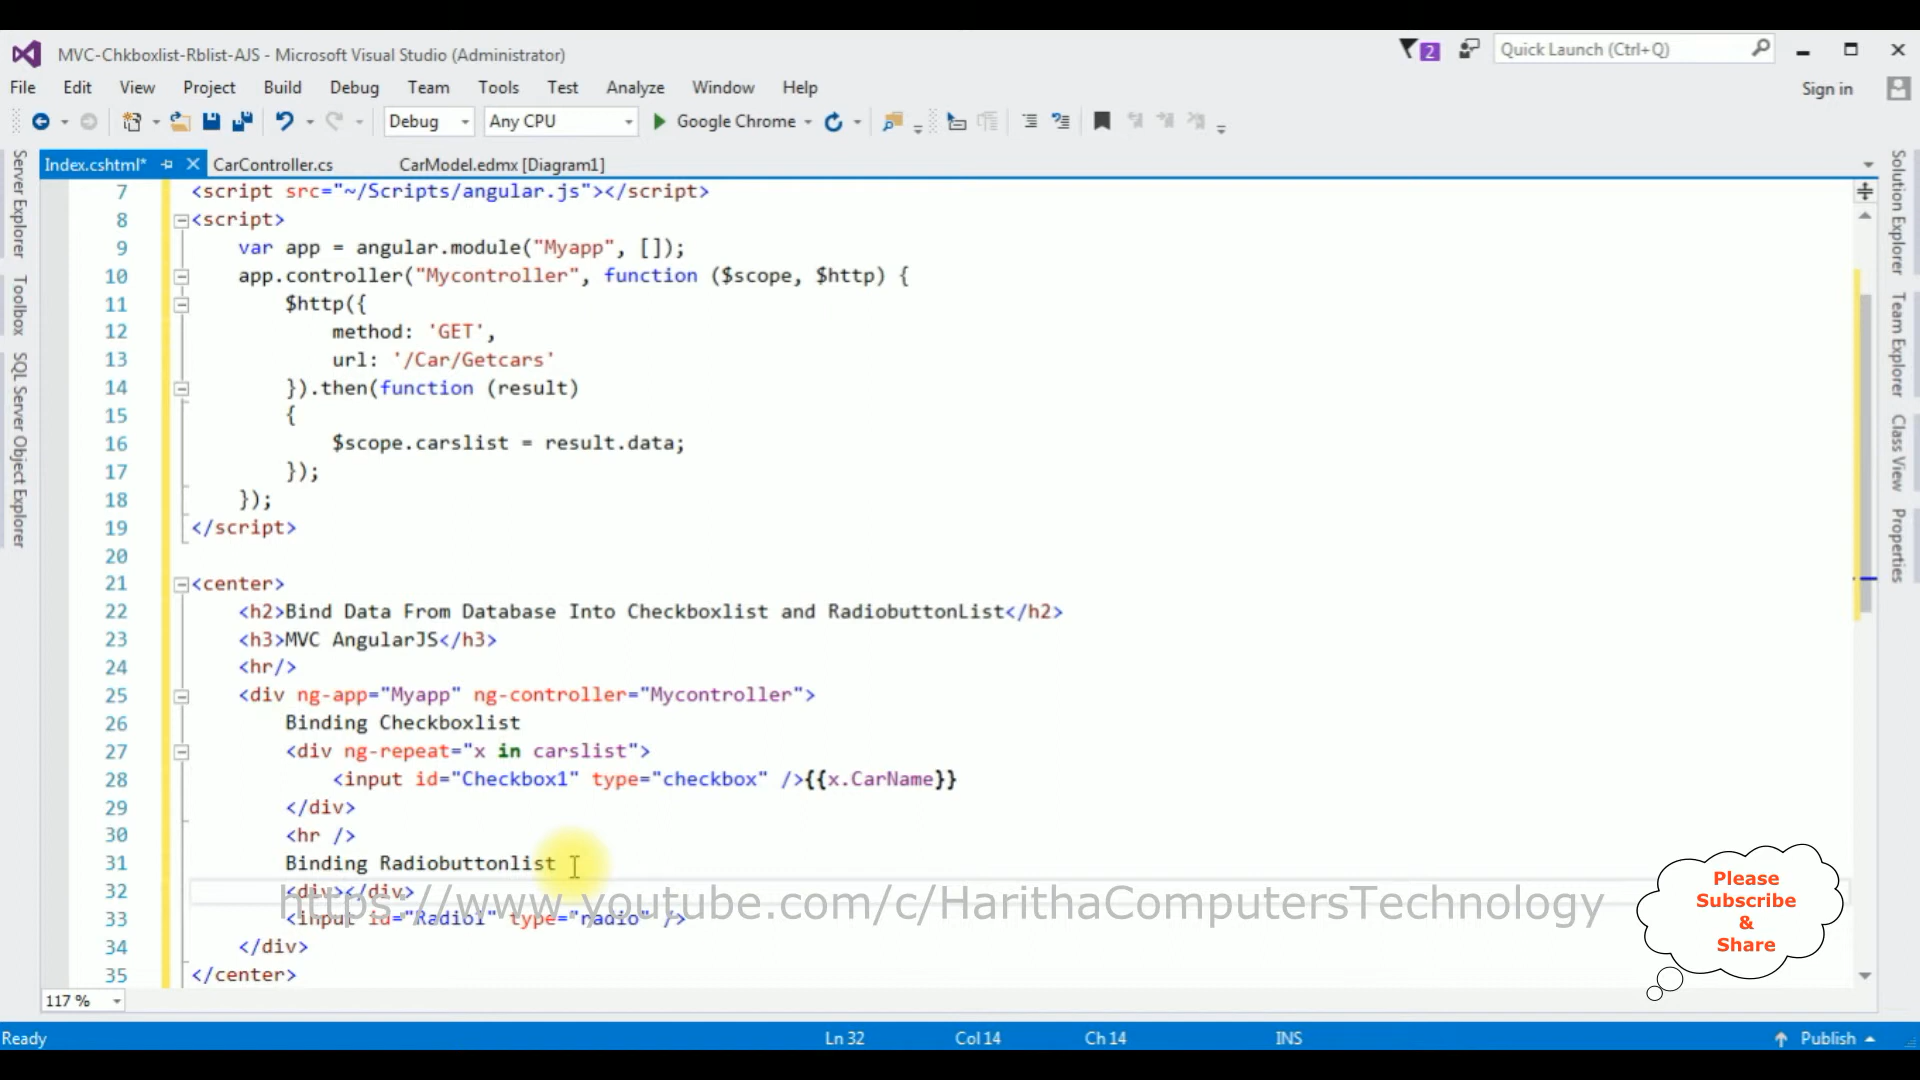 MVC-Chkboxlist-Rblist-AJS - Microsoft Visual Studio (Administrator)
2
Quick Launch (Ctrl+Q)
File Edit View Project Build Debug Team Tools Test Analyze Window Help
Sign in
Debug Any CPU Google Chrome
Index.cshtml* CarController.cs CarModel.edmx [Diagram1]
Server Explorer
Toolbox
SQL Server Object Explorer
Solution Explorer
Team Explorer
Class View
Properties
7 <script src="~/Scripts/angular.js"></script>
8 <script>
9 var app = angular.module("Myapp", []);
10 app.controller("Mycontroller", function ($scope, $http) {
11 $http({
12 method: 'GET',
13 url: '/Car/Getcars'
14 }).then(function (result)
15 {
16 $scope.carslist = result.data;
17 });
18 });
19 </script>
20
21 <center>
22 <h2>Bind Data From Database Into Checkboxlist and RadiobuttonList</h2>
23 <h3>MVC AngularJS</h3>
24 <hr/>
25 <div ng-app="Myapp" ng-controller="Mycontroller">
26 Binding Checkboxlist
27 <div ng-repeat="x in carslist">
28 <input id="Checkbox1" type="checkbox" />{{x.CarName}}
29 </div>
30 <hr />
31 Binding Radiobuttonlist
32 <div></div>
https://www.youtube.com/c/HarithaComputersTechnology
33 <input id="Radio1" type="radio" />
34 </div>
35 </center>
Please
Subscribe
&
Share
117 %
Ready Ln 32 Col 14 Ch 14 INS Publish